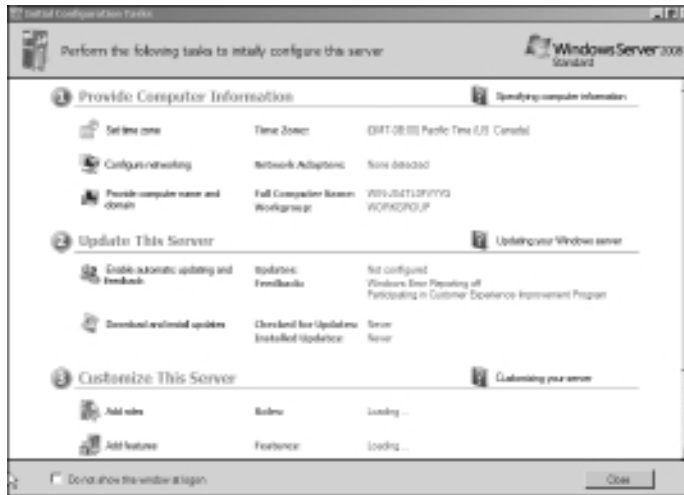 Initial Configuration Tasks
Perform the following tasks to initially configure this server
Windows Server 2008
Standard
1 Provide Computer Information
Specifying computer information
Set time zone
Time Zone:
(GMT-08:00) Pacific Time (US Canada)
Configure networking
Network Adapters:
None detected
Provide computer name and domain
Full Computer Name:
Workgroup:
WORKGROUP
2 Update This Server
Updating your Windows server
Enable automatic updating and feedback
Updates:
Not configured
Feedback:
Windows Error Reporting off
Participating in Customer Experience Improvement Program
Download and install updates
Checked for Updates:
Never
Installed Updates:
Never
3 Customize This Server
Customizing your server
Add roles
Roles:
Loading ...
Add features
Features:
Loading ...
Do not show this window at logon
Close